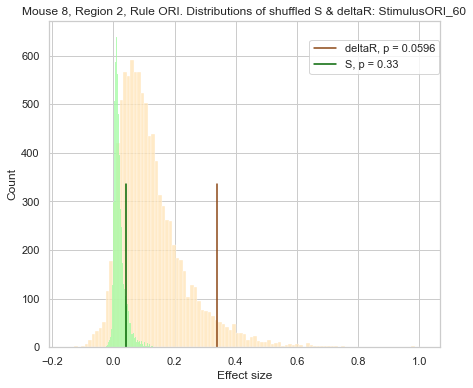 Mouse 8, Region 2, Rule ORI. Distributions of shuffled S & deltaR: StimulusORI_60
deltaR, p = 0.0596
S, p = 0.33
600
500
400
300
200
100
0
Count
−0.2 0.0 0.2 0.4 0.6 0.8 1.0
Effect size